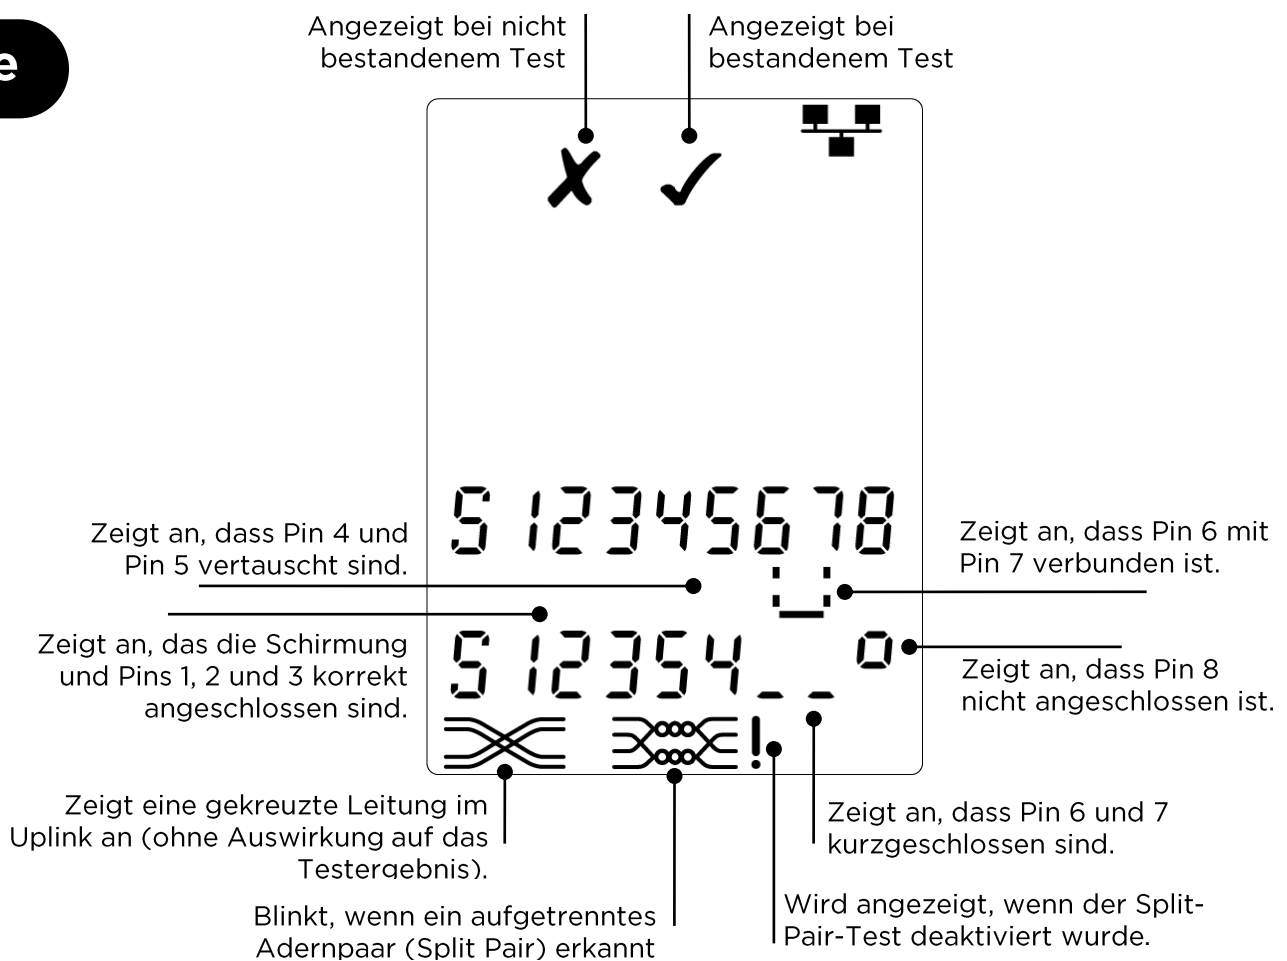 e
Angezeigt bei nicht
bestandenem Test
Angezeigt bei
bestandenem Test
S12345678
Zeigt an, dass Pin 4 und
Pin 5 vertauscht sind.
Zeigt an, dass Pin 6 mit
Pin 7 verbunden ist.
Zeigt an, das die Schirmung
und Pins 1, 2 und 3 korrekt
angeschlossen sind.
S12354_ _ o
Zeigt an, dass Pin 8
nicht angeschlossen ist.
!
Zeigt eine gekreuzte Leitung im
Uplink an (ohne Auswirkung auf das
Testergebnis).
Zeigt an, dass Pin 6 und 7
kurzgeschlossen sind.
Blinkt, wenn ein aufgetrenntes
Adernpaar (Split Pair) erkannt
Wird angezeigt, wenn der Split-
Pair-Test deaktiviert wurde.